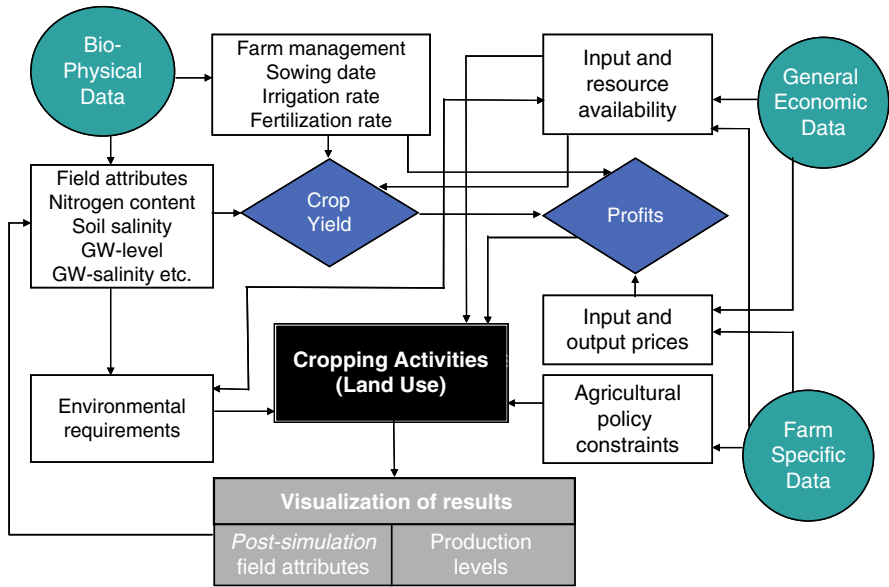 Bio-
Physical
Data
Farm management
Sowing date
Irrigation rate
Fertilization rate
Input and
resource
availability
General
Economic
Data
Field attributes
Nitrogen content
Soil salinity
GW-level
GW-salinity etc.
Crop
Yield
Profits
Input and
output prices
Cropping Activities
(Land Use)
Environmental
requirements
Agricultural
policy
constraints
Farm
Specific
Data
Visualization of results
Post-simulation
field attributes
Production
levels